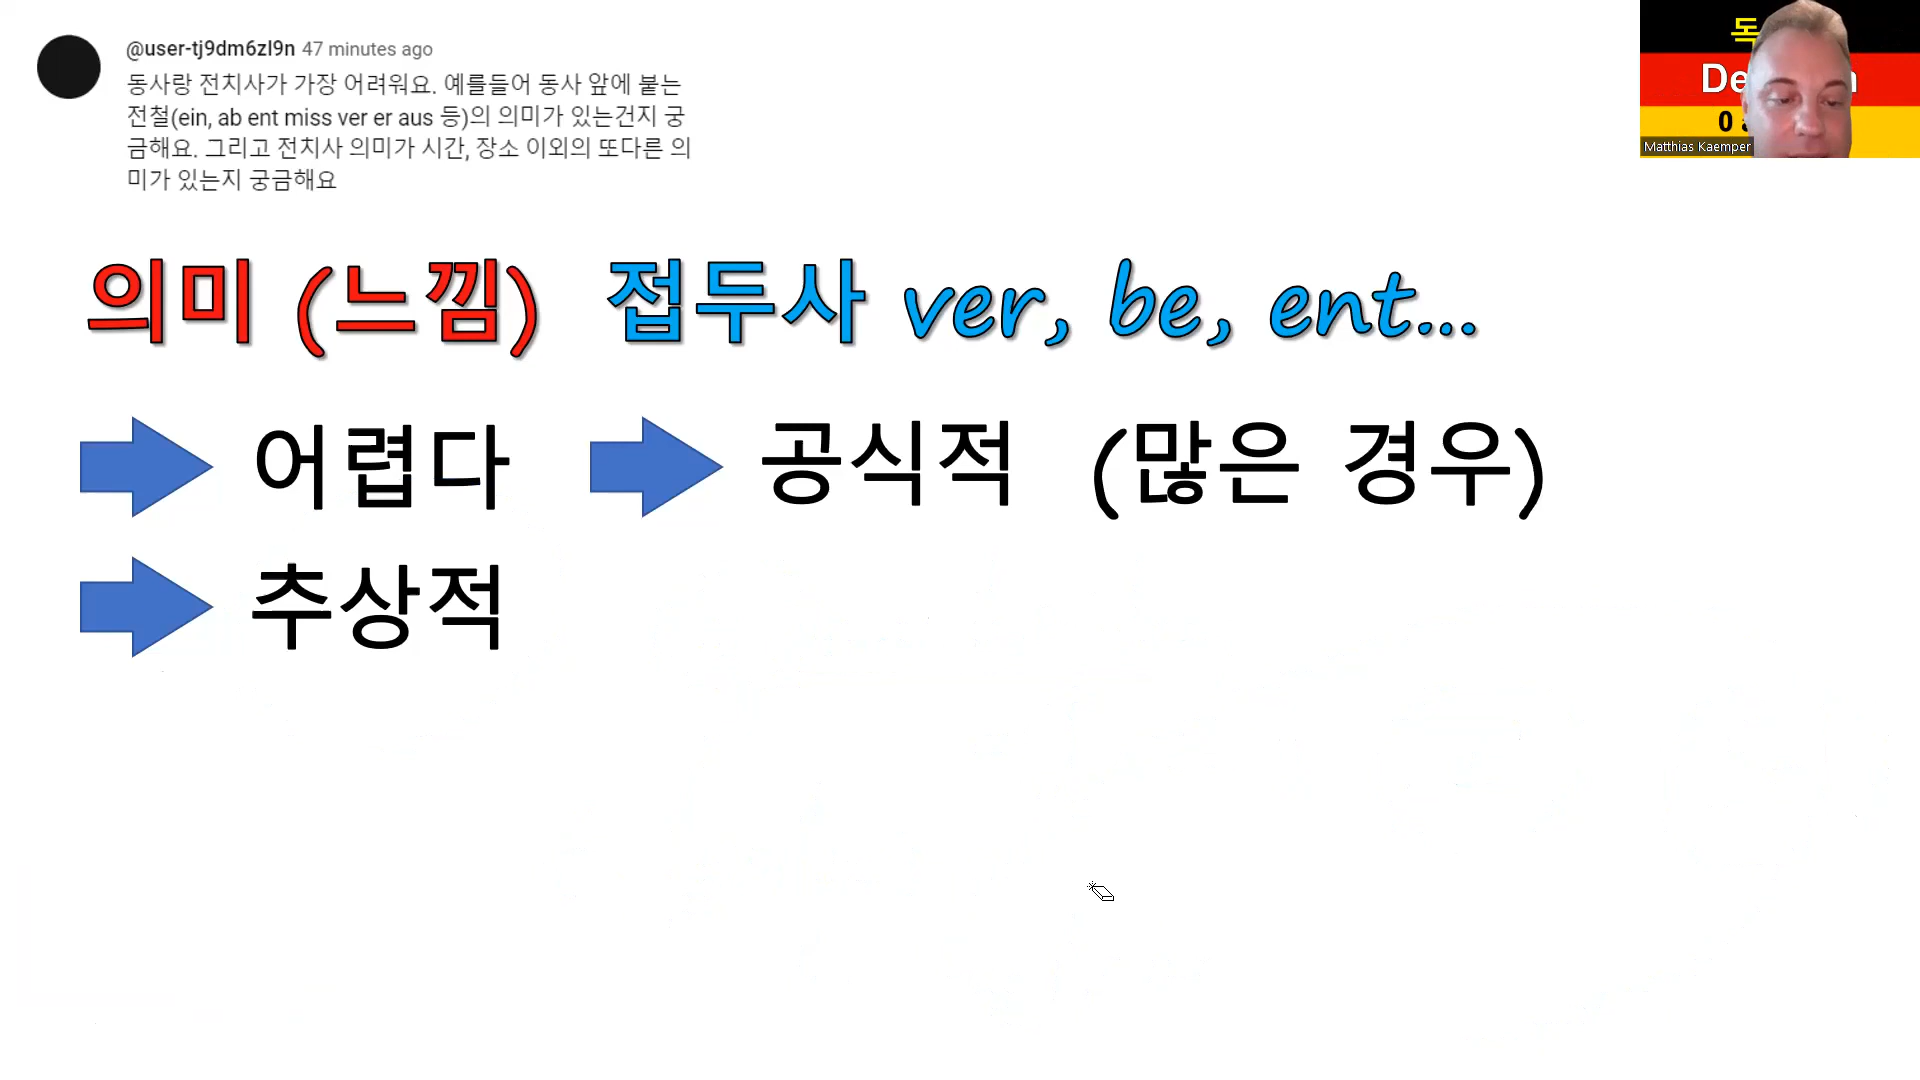 @user-tj9dm6zl9n 47 minutes ago
동사랑 전치사가 가장 어려워요. 예를들어 동사 앞에 붙는
전철(ein, ab ent miss ver er aus 등)의 의미가 있는건지 궁
금해요. 그리고 전치사 의미가 시간, 장소 이외의 또다른 의
미가 있는지 궁금해요
독
De n
0
Matthias Kaemper
의미 (느낌) 접두사 ver, be, ent...
어렵다 공식적 (많은 경우)
추상적